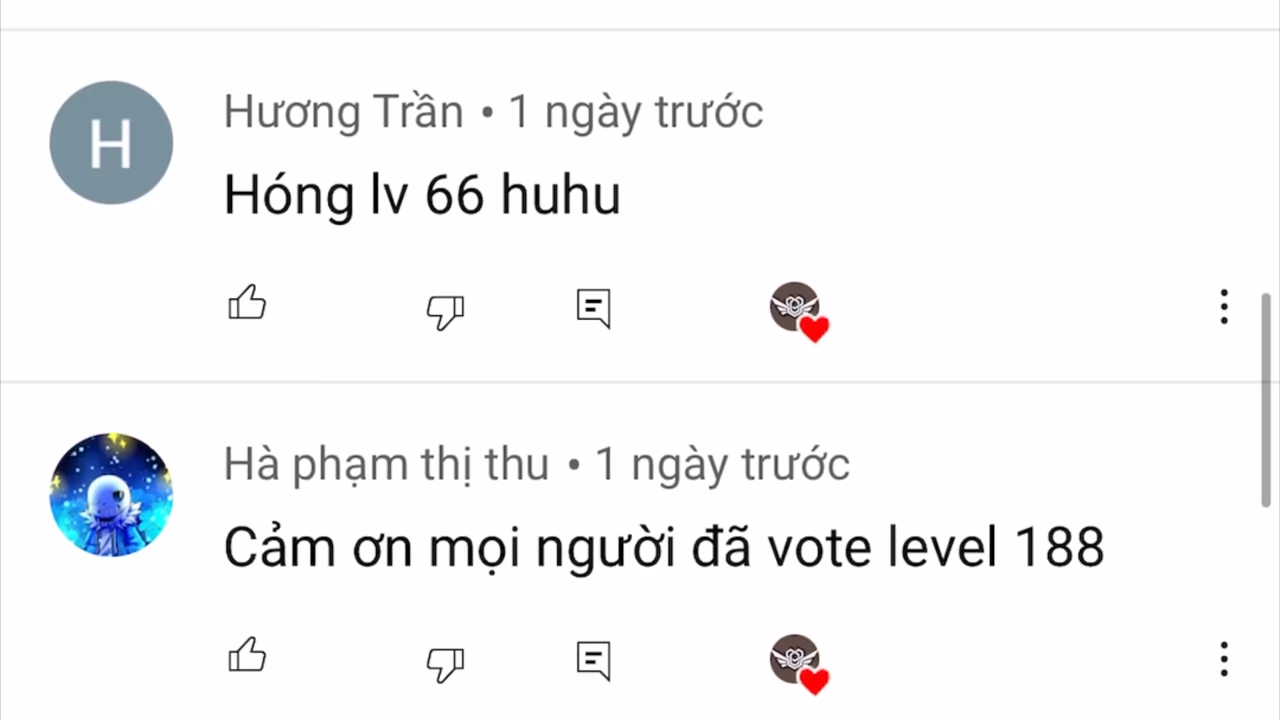 H
Hương Trần • 1 ngày trước
Hóng lv 66 huhu
Hà phạm thị thu • 1 ngày trước
Cảm ơn mọi người đã vote level 188